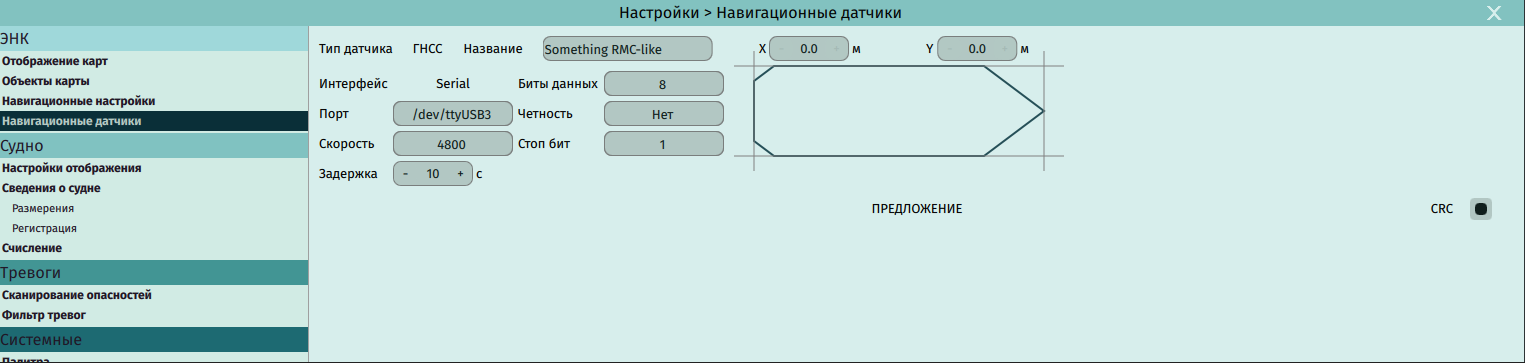 Настройки > Навигационные датчики X
ЭНК
Отображение карт
Объекты карты
Навигационные настройки
Навигационные датчики
Судно
Настройки отображения
Сведения о судне
Размерения
Регистрация
Счисление
Тревоги
Сканирование опасностей
Фильтр тревог
Системные
Палитра
Тип датчика ГНСС Название Something RMC-like X - 0.0 + м Y - 0.0 + м
Интерфейс Serial Биты данных 8
Порт /dev/ttyUSB3 Четность Нет
Скорость 4800 Стоп бит 1
Задержка - 10 + с
ПРЕДЛОЖЕНИЕ CRC